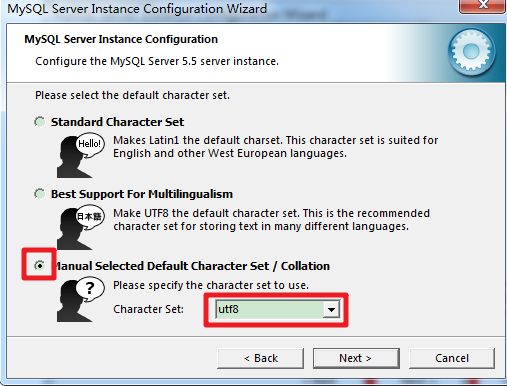 MySQL Server Instance Configuration Wizard
MySQL Server Instance Configuration
Configure the MySQL Server 5.5 server instance.
Please select the default character set.
Standard Character Set
Hello!
Makes Latin1 the default charset. This character set is suited for
English and other West European languages.
Best Support For Multilingualism
日本語
Make UTF8 the default character set. This is the recommended
character set for storing text in many different languages.
Manual Selected Default Character Set / Collation
?
Please specify the character set to use.
Character Set:
utf8
< Back
Next >
Cancel